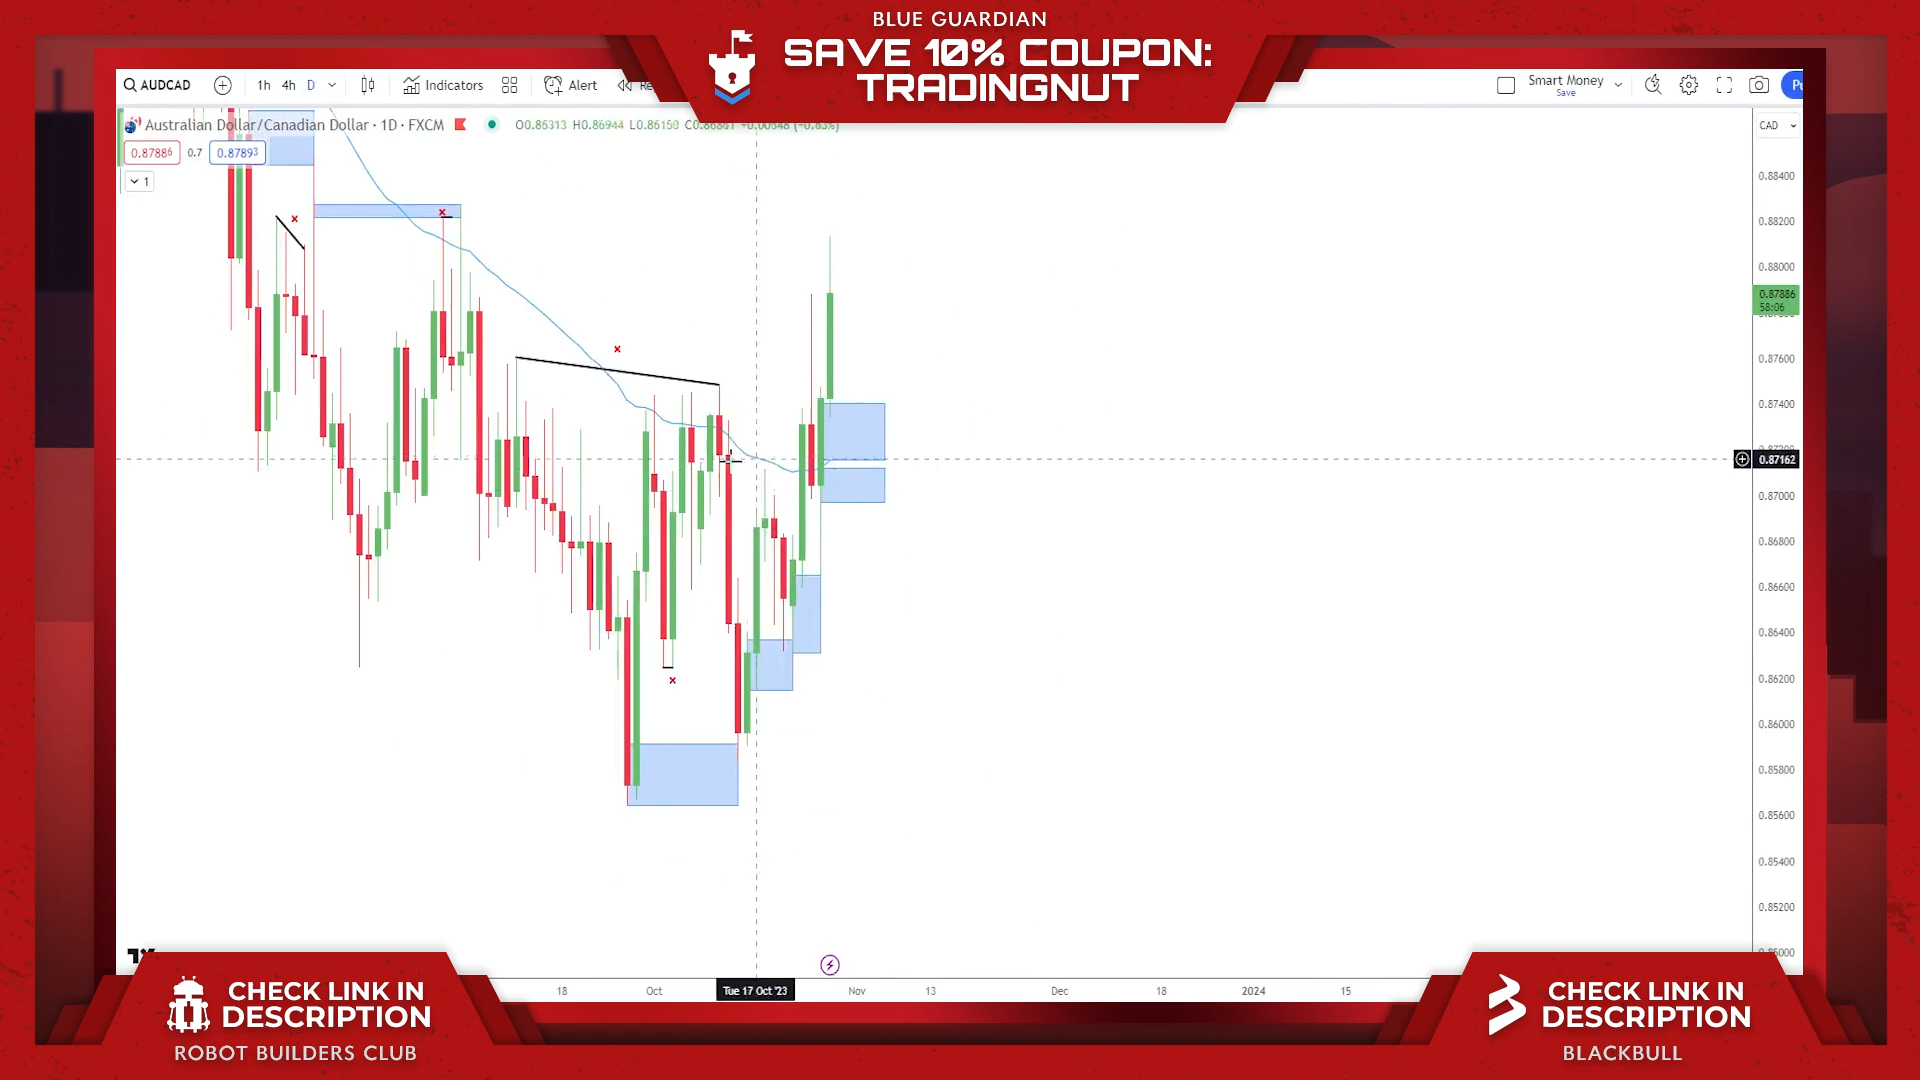 BLUE GUARDIAN
SAVE 10% COUPON:
TRADINGNUT
AUDCAD
1h 4h D
Indicators
Alert
Smart Money
Save
Australian Dollar/Canadian Dollar · 1D · FXCM
O0.86313 H0.86944 L0.86150 C0.86861
0.87886 0.7 0.87893
1
CAD
0.88400
0.88200
0.88000
0.87886
58:06
0.87600
0.87400
0.87162
0.87000
0.86800
0.86600
0.86400
0.86200
0.86000
0.85800
0.85600
0.85400
0.85200
18 Oct Tue 17 Oct '23 Nov 13 Dec 18 2024 15
CHECK LINK IN
DESCRIPTION
ROBOT BUILDERS CLUB
CHECK LINK IN
DESCRIPTION
BLACKBULL